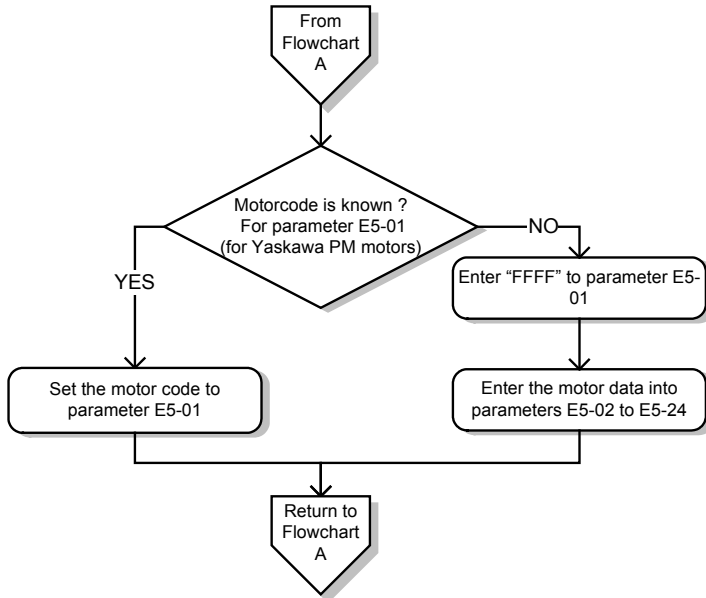 From
Flowchart
A
Motorcode is known ?
For parameter E5-01
(for Yaskawa PM motors)
NO
YES
Enter “FFFF” to parameter E5-
01
Set the motor code to
parameter E5-01
Enter the motor data into
parameters E5-02 to E5-24
Return to
Flowchart
A